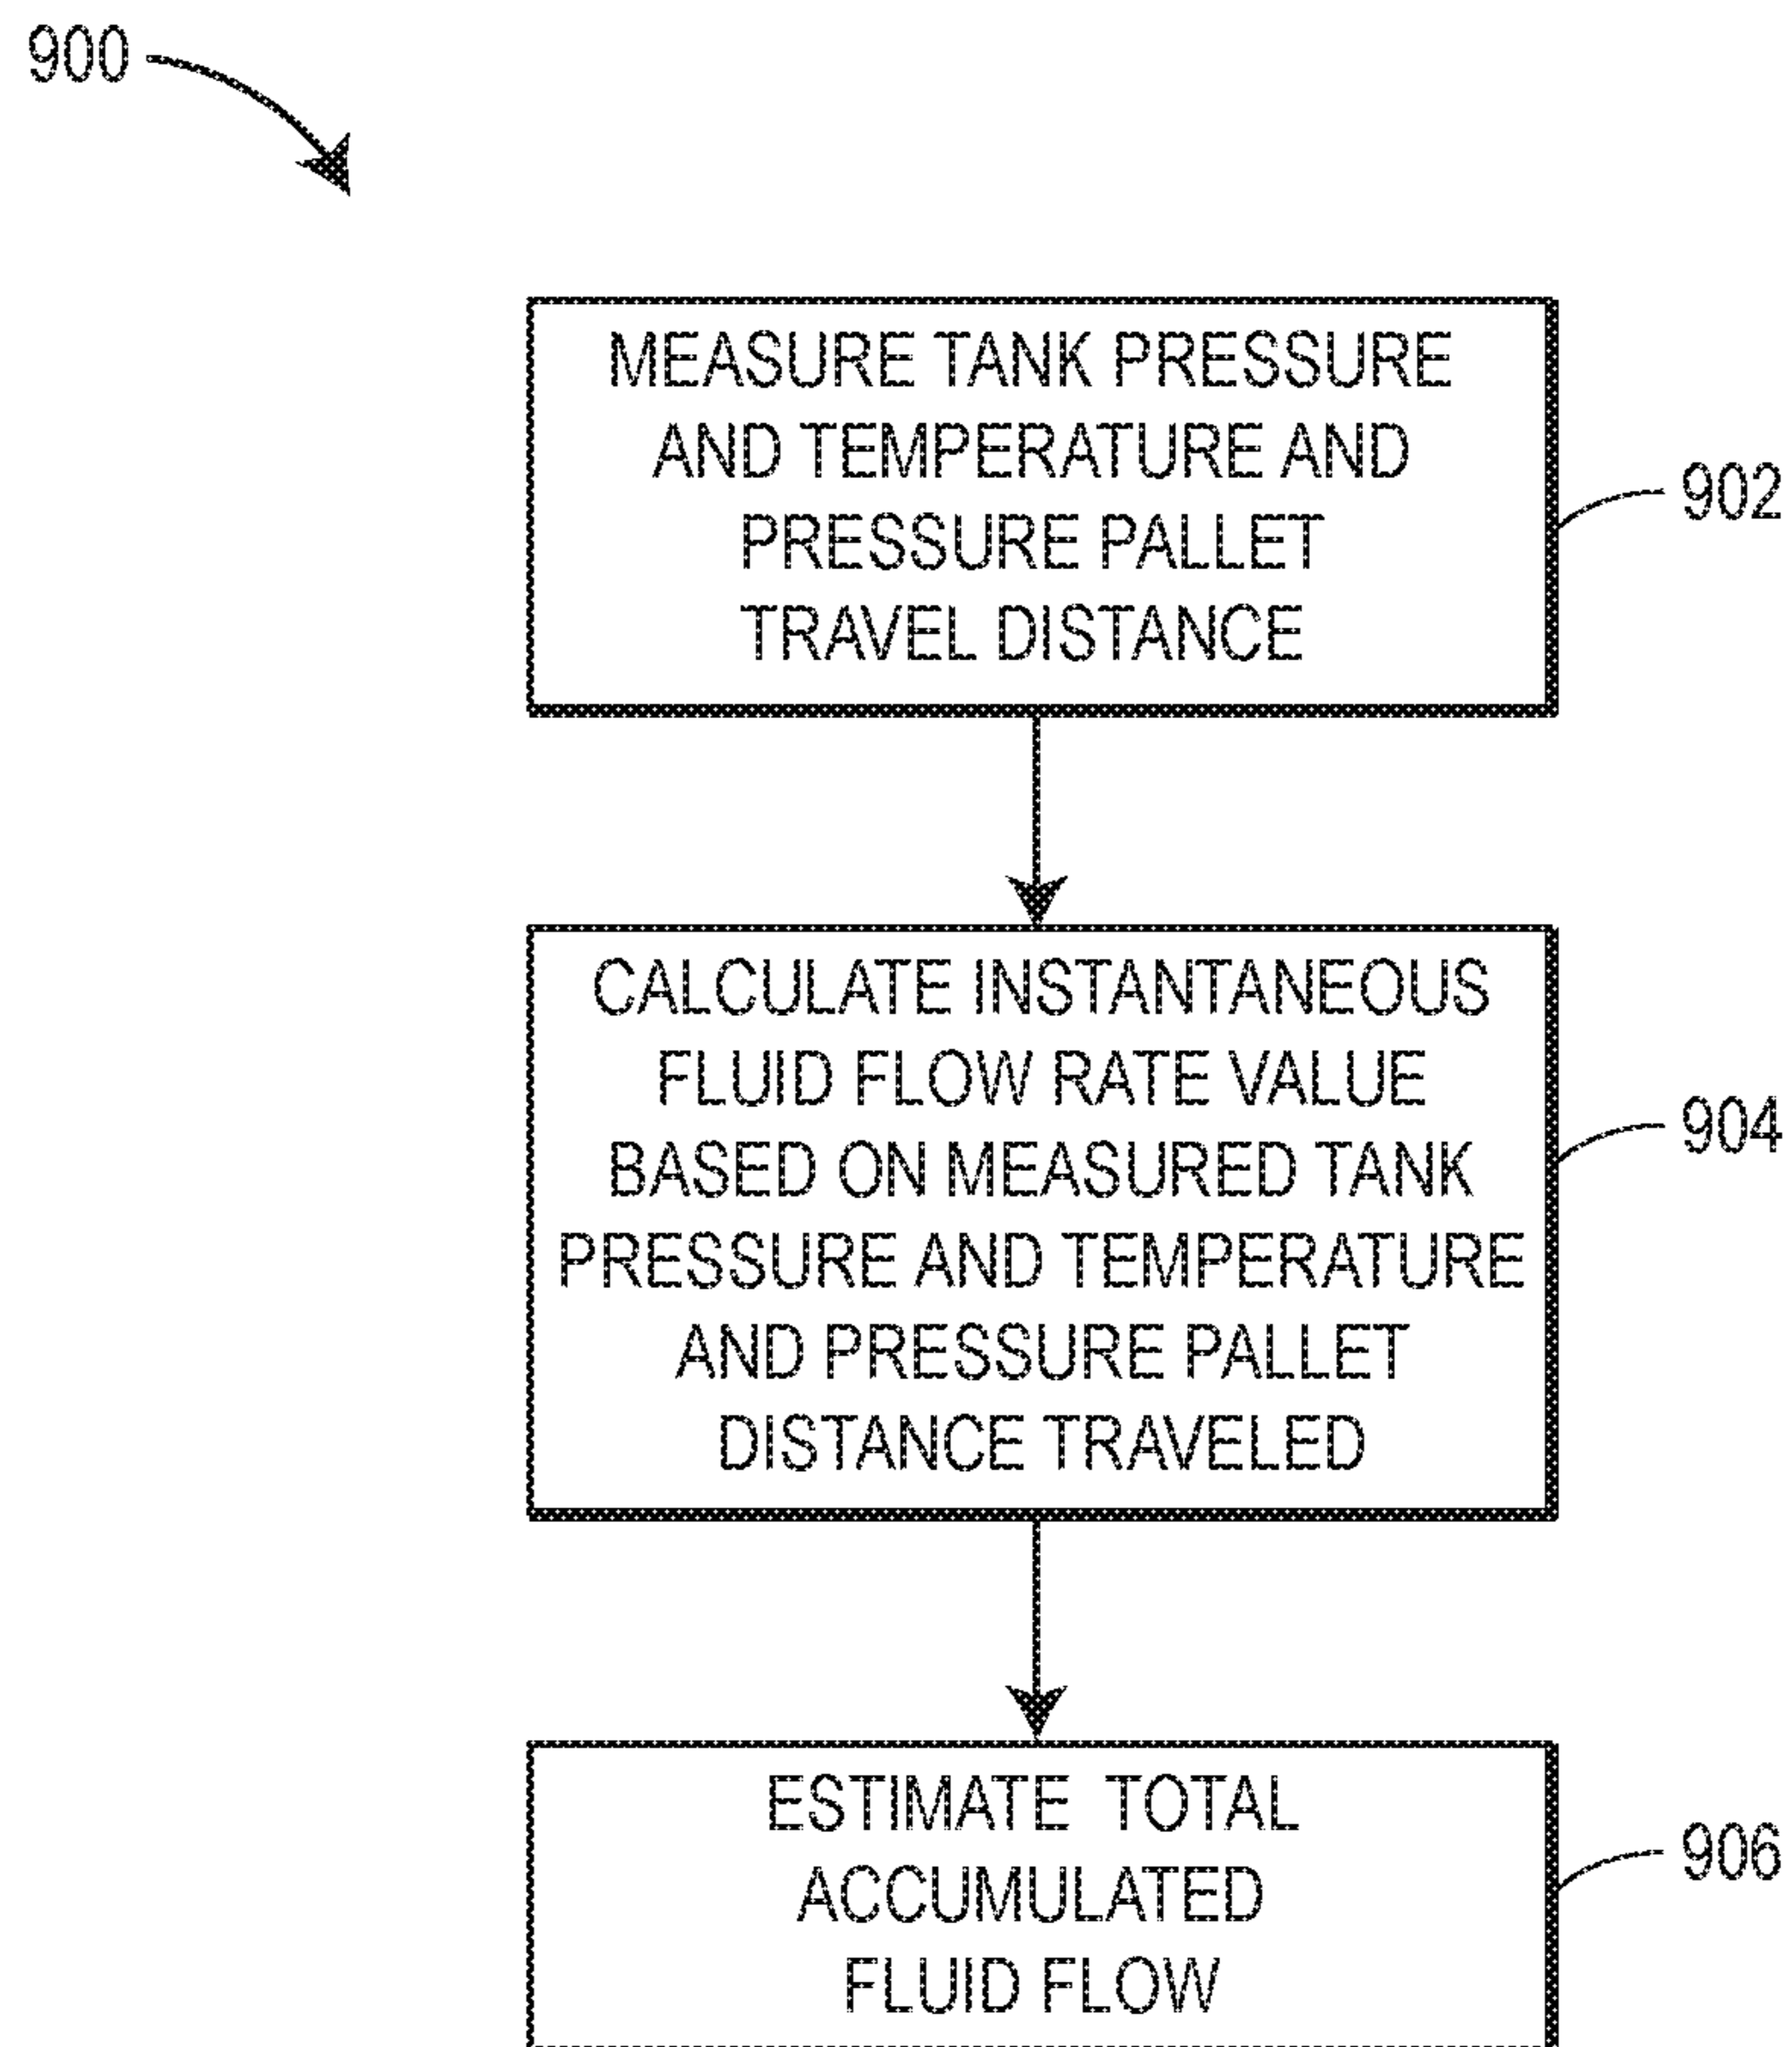 900
MEASURE TANK PRESSURE
AND TEMPERATURE AND
PRESSURE PALLET
TRAVEL DISTANCE
902
CALCULATE INSTANTANEOUS
FLUID FLOW RATE VALUE
BASED ON MEASURED TANK
PRESSURE AND TEMPERATURE
AND PRESSURE PALLET
DISTANCE TRAVELED
904
ESTIMATE TOTAL
ACCUMULATED
FLUID FLOW
906